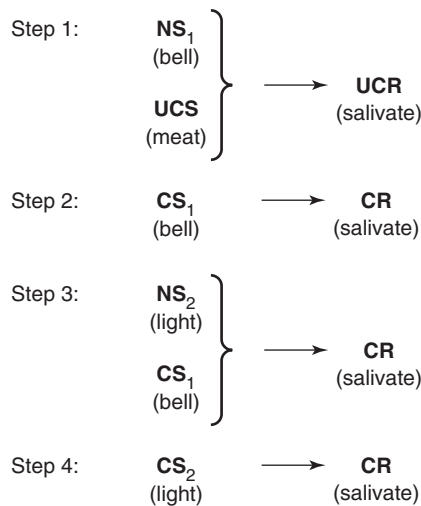 Step 1: NS₁
(bell)
UCR
UCS
(salivate)
(meat)
Step 2: CS₁ CR
(bell) (salivate)
Step 3: NS₂
(light)
CR
CS₁
(salivate)
(bell)
Step 4: CS₂ CR
(light) (salivate)